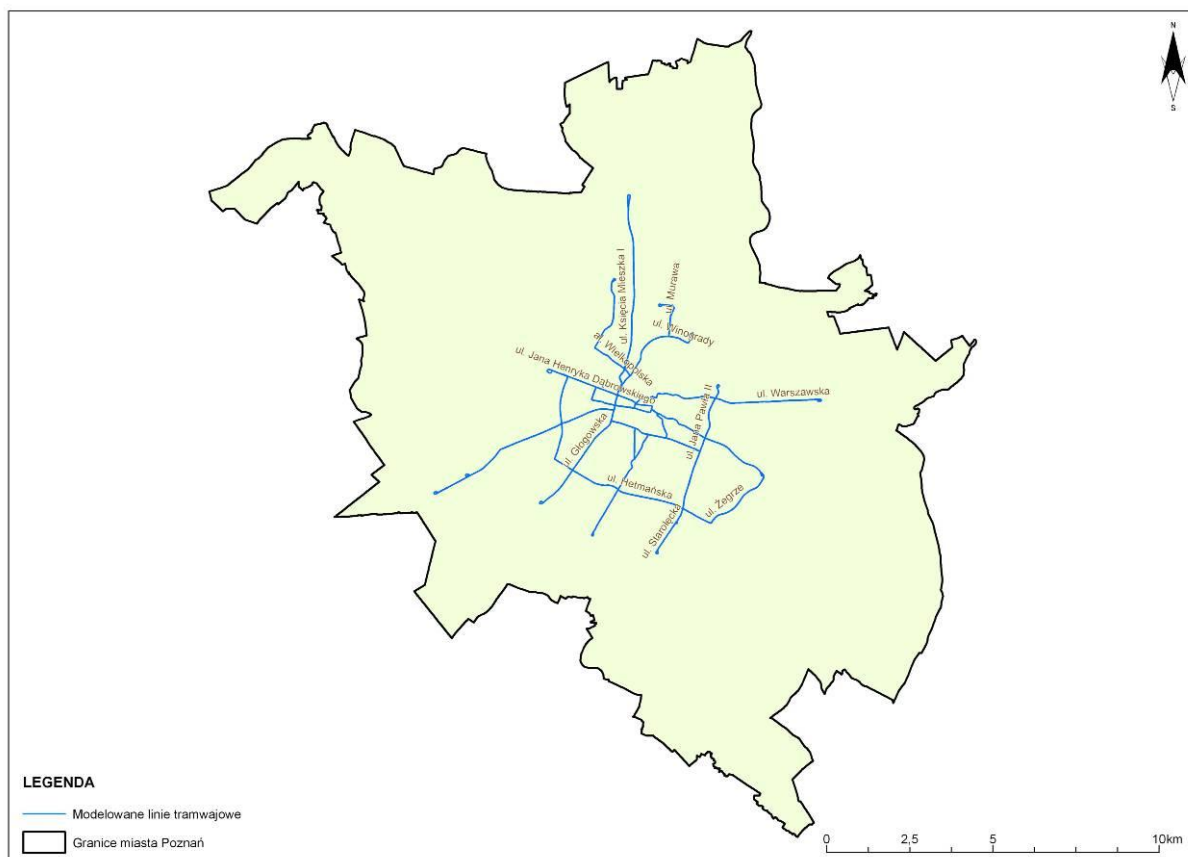 N
S
ul. Księcia Mieszka I
ul. Murawa
ul. Winogrady
al. Wielkopolska
ul. Jana Henryka Dąbrowskiego
ul. Warszawska
ul. Jana Pawła II
ul. Głogowska
ul. Hetmańska
ul. Żegrze
ul. Starołęcka
LEGENDA
Modelowane linie tramwajowe
Granice miasta Poznań
0 2,5 5 10km